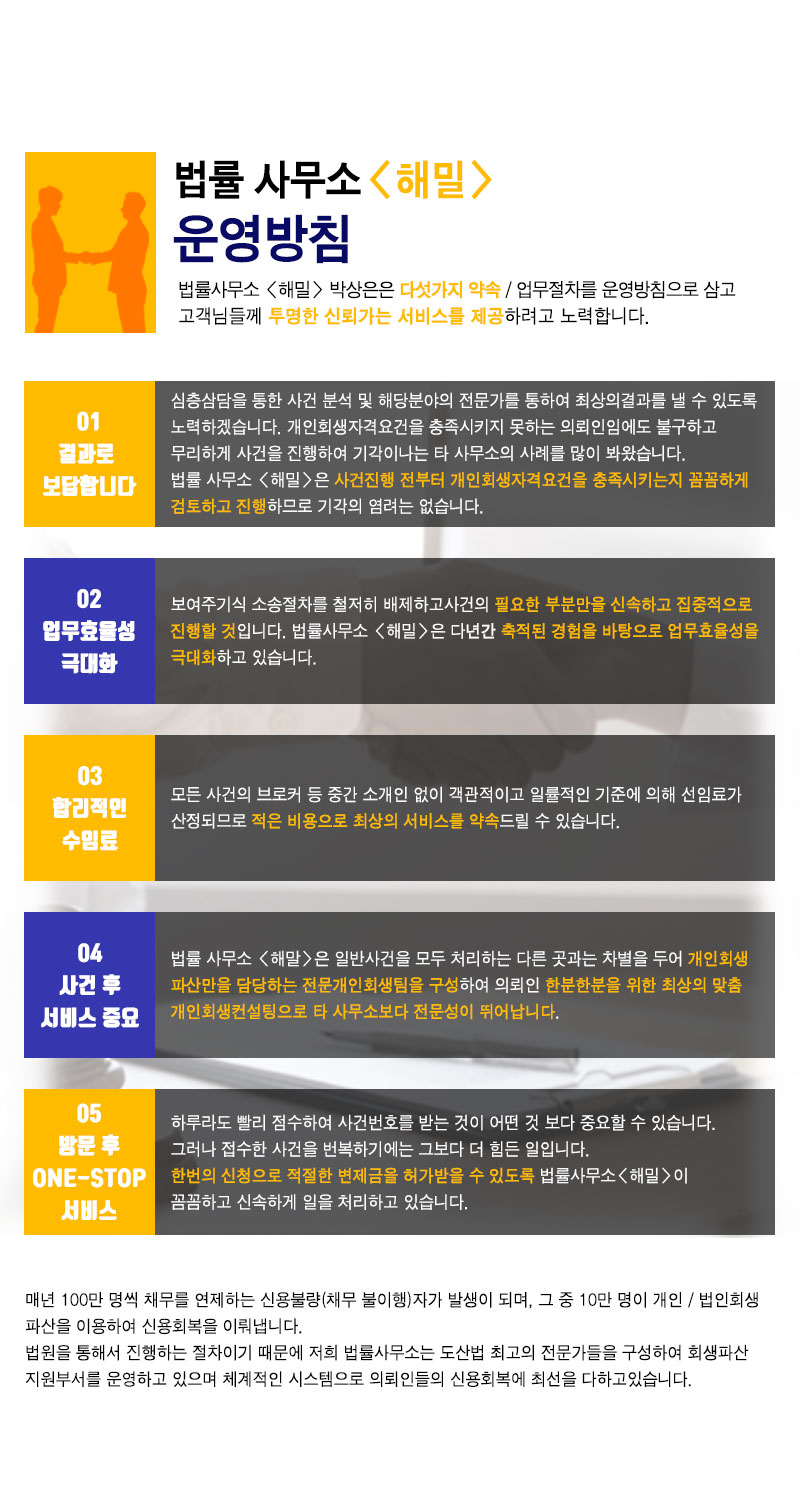 법률 사무소 〈해밀〉
운영방침
법률사무소 〈해밀〉 박상은은 다섯가지 약속 / 업무절차를 운영방침으로 삼고
고객님들께 투명한 신뢰가는 서비스를 제공하려고 노력합니다.
01
결과로
보답합니다
심층삼담을 통한 사건 분석 및 해당분야의 전문가를 통하여 최상의결과를 낼 수 있도록
노력하겠습니다. 개인회생자격요건을 충족시키지 못하는 의뢰인임에도 불구하고
무리하게 사건을 진행하여 기각이나는 타 사무소의 사례를 많이 봐왔습니다.
법률 사무소 〈해밀〉은 사건진행 전부터 개인회생자격요건을 충족시키는지 꼼꼼하게
검토하고 진행하므로 기각의 염려는 없습니다.
02
업무효율성
극대화
보여주기식 소송절차를 철저히 배제하고사건의 필요한 부분만을 신속하고 집중적으로
진행할 것입니다. 법률사무소 〈해밀〉은 다년간 축적된 경험을 바탕으로 업무효율성을
극대화하고 있습니다.
03
합리적인
수임료
모든 사건의 브로커 등 중간 소개인 없이 객관적이고 일률적인 기준에 의해 선임료가
산정되므로 적은 비용으로 최상의 서비스를 약속드릴 수 있습니다.
04
사건 후
서비스 중요
법률 사무소 〈해말〉은 일반사건을 모두 처리하는 다른 곳과는 차별을 두어 개인회생
파산만을 담당하는 전문개인회생팀을 구성하여 의뢰인 한분한분을 위한 최상의 맞춤
개인회생컨설팅으로 타 사무소보다 전문성이 뛰어납니다.
05
방문 후
ONE-STOP
서비스
하루라도 빨리 점수하여 사건번호를 받는 것이 어떤 것 보다 중요할 수 있습니다.
그러나 접수한 사건을 번복하기에는 그보다 더 힘든 일입니다.
한번의 신청으로 적절한 변제금을 허가받을 수 있도록 법률사무소〈해밀〉이
꼼꼼하고 신속하게 일을 처리하고 있습니다.
매년 100만 명씩 채무를 연제하는 신용불량(채무 불이행)자가 발생이 되며, 그 중 10만 명이 개인 / 법인회생
파산을 이용하여 신용회복을 이뤄냅니다.
법원을 통해서 진행하는 절차이기 때문에 저희 법률사무소는 도산법 최고의 전문가들을 구성하여 회생파산
지원부서를 운영하고 있으며 체계적인 시스템으로 의뢰인들의 신용회복에 최선을 다하고있습니다.